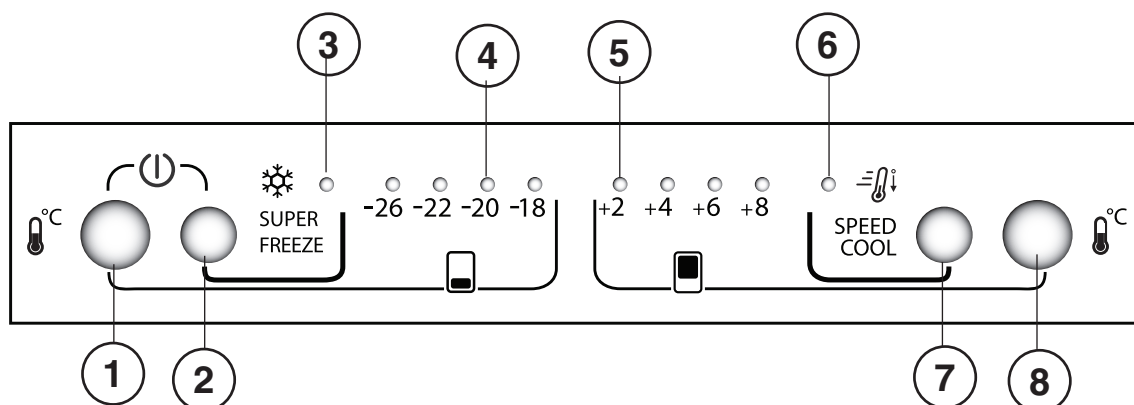 3 4 5 6
°C
SUPER
FREEZE
-26 -22 -20 -18
+2 +4 +6 +8
SPEED
COOL
°C
1 2 7 8